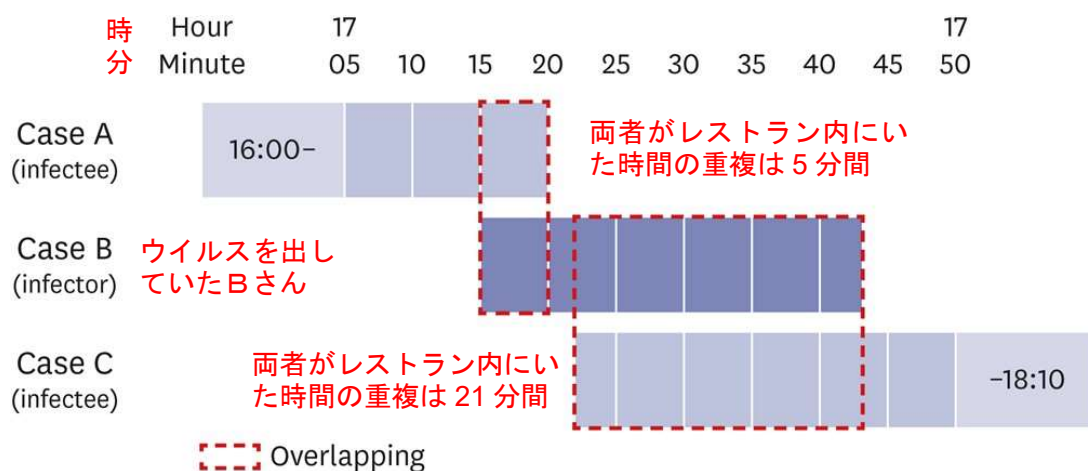 時 Hour 17 17
分 Minute 05 10 15 20 25 30 35 40 45 50
Case A
(infectee)
16:00–
両者がレストラン内にい
た時間の重複は 5 分間
Case B
(infector)
ウイルスを出し
ていたBさん
Case C
(infectee)
両者がレストラン内にい
た時間の重複は 21 分間
–18:10
Overlapping